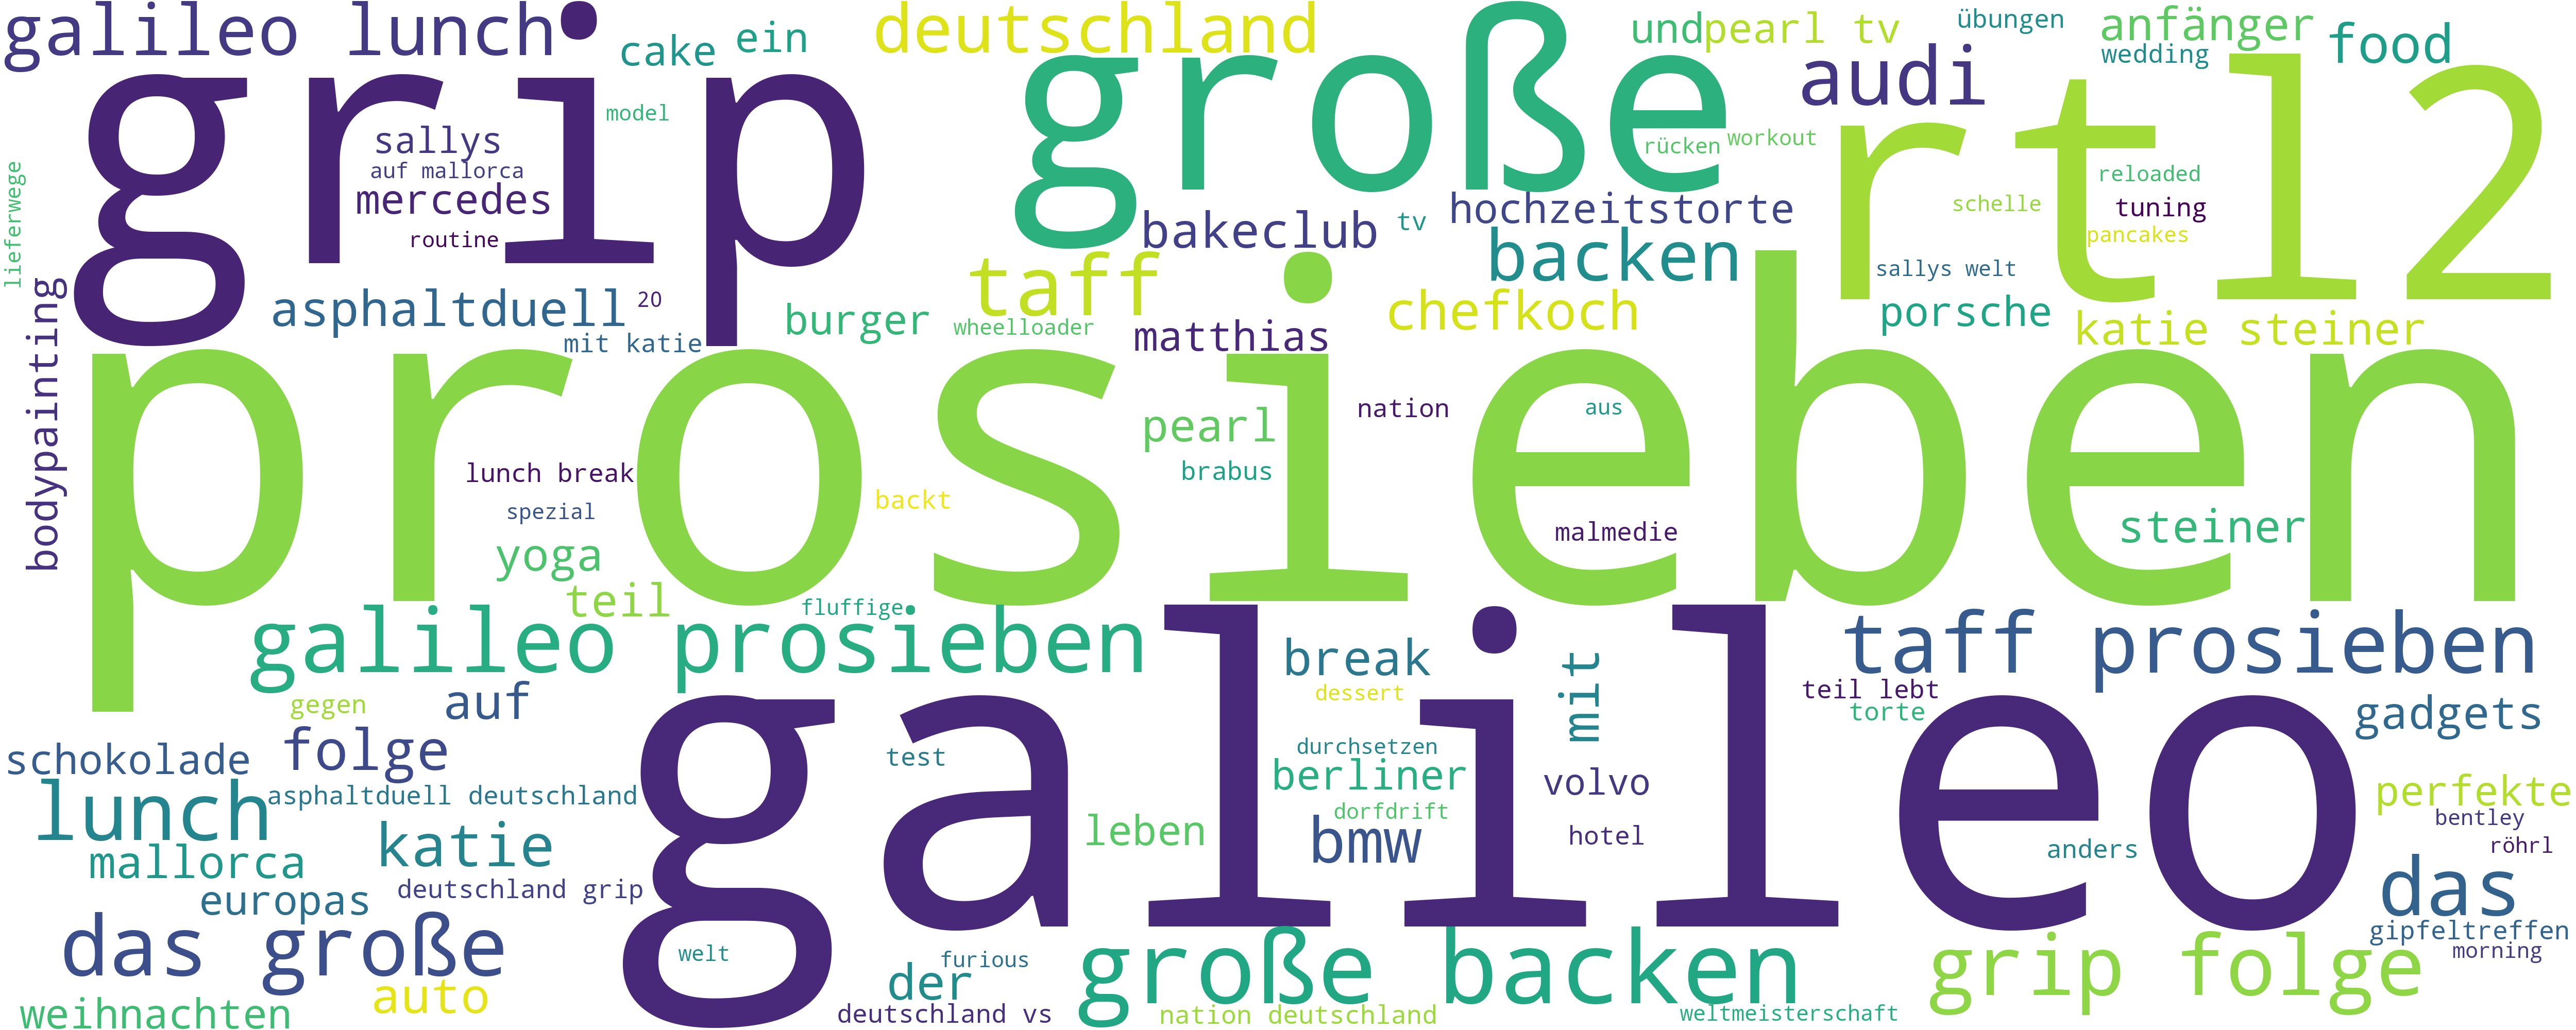 galileo lunch
cake
ein
deutschland
große
und
pearl tv
übungen
anfänger
wedding
food
audi
grip
model
sallys
auf mallorca
mercedes
routine
lieferwege
rücken
workout
rtl2
reloaded
schelle
tuning
pancakes
bakeclub
tv
hochzeitstorte
backen
sallys welt
bodypainting
asphaltduell
20
mit katie
burger
taff
wheelloader
matthias
chefkoch
porsche
katie steiner
prosieben
pearl
nation
aus
brabus
lunch break
backt
spezial
malmedie
steiner
yoga
teil
fluffige
galileo prosieben
break
mit
taff prosieben
dessert
teil lebt
torte
gegen
auf
gadgets
galileo
folge
schokolade
test
durchsetzen
berliner
volvo
lunch
asphaltduell deutschland
dorfdrift
perfekte
bentley
leben
bmw
hotel
anders
röhrl
katie
mallorca
europas
deutschland grip
das
das große
welt
furious
der
große backen
grip folge
gipfeltreffen
morning
auto
weihnachten
deutschland vs
nation deutschland
weltmeisterschaft